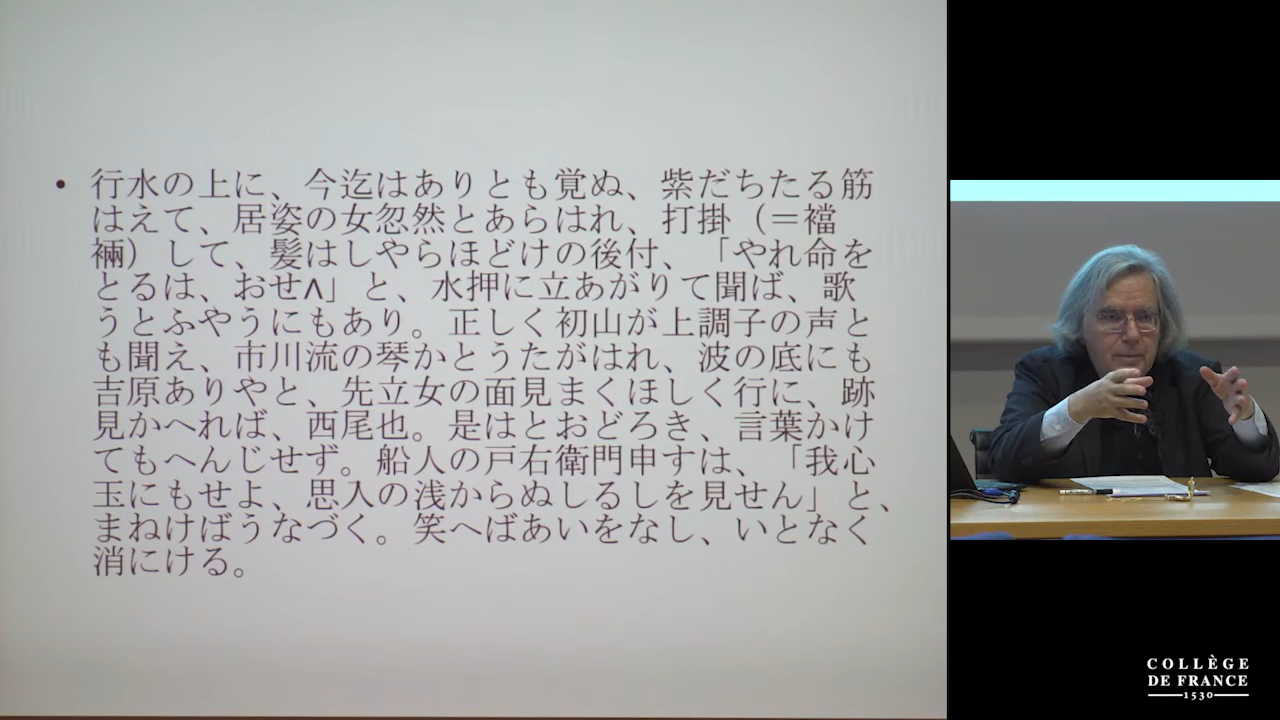 • 行水の上に、今迄はありとも覚ぬ、紫だちたる筋
はえて、居姿の女忽然とあらはれ、打掛（＝襠
裲）して、髪はしやらほどけの後付、「やれ命を
とるは、おせ∧」と、水押に立あがりて聞ば、歌
うとふやうにもあり。正しく初山が上調子の声と
も聞え、市川流の琴かとうたがはれ、波の底にも
吉原ありやと、先立女の面見まくほしく行に、跡
見かへれば、西尾也。是はとおどろき、言葉かけ
てもへんじせず。船人の戸右衛門申すは、「我心
玉にもせよ、思入の浅からぬしるしを見せん」と、
まねけばうなづく。笑へばあいをなし、いとなく
消にける。
COLLÈGE
DE FRANCE
1530